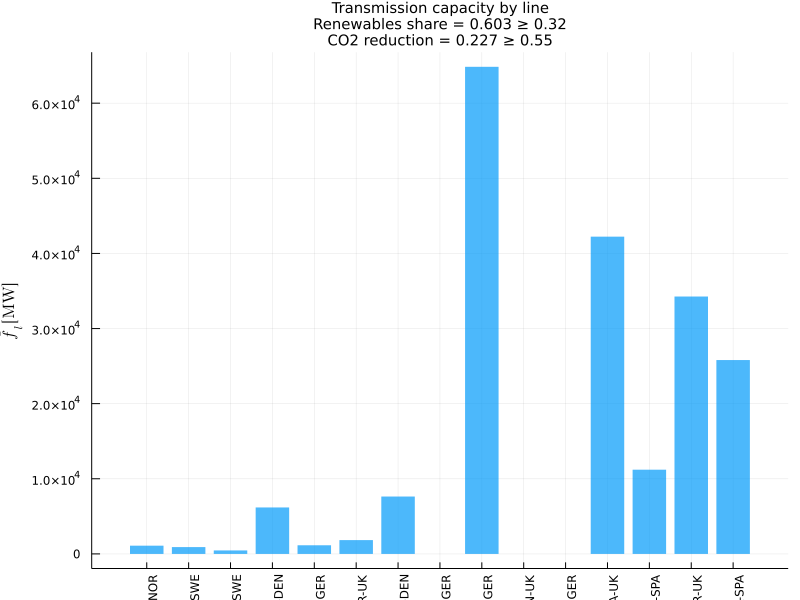 Transmission capacity by line
Renewables share = 0.603 ≥ 0.32
CO2 reduction = 0.227 ≥ 0.55
6.0×10⁴
5.0×10⁴
4.0×10⁴
3.0×10⁴
2.0×10⁴
1.0×10⁴
0
f̄_l [MW]
NOR
SWE
SWE
DEN
GER
R-UK
DEN
GER
GER
N-UK
GER
A-UK
-SPA
R-UK
-SPA